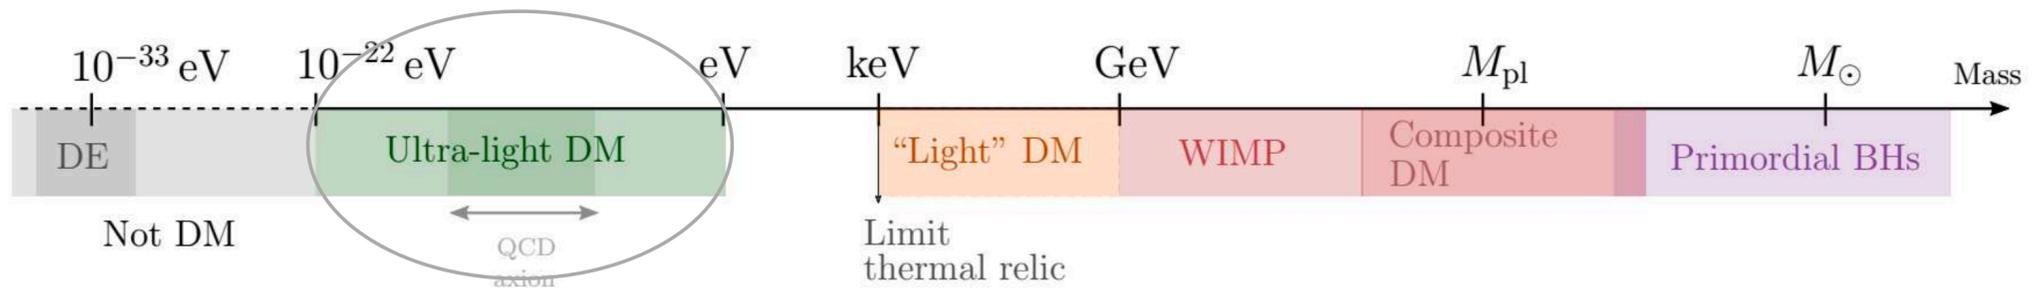 10⁻³³ eV 10⁻²² eV eV keV GeV M_pl M_⊙ Mass
DE Ultra-light DM “Light” DM WIMP Composite DM Primordial BHs
Not DM
QCD
axion
Limit
thermal relic